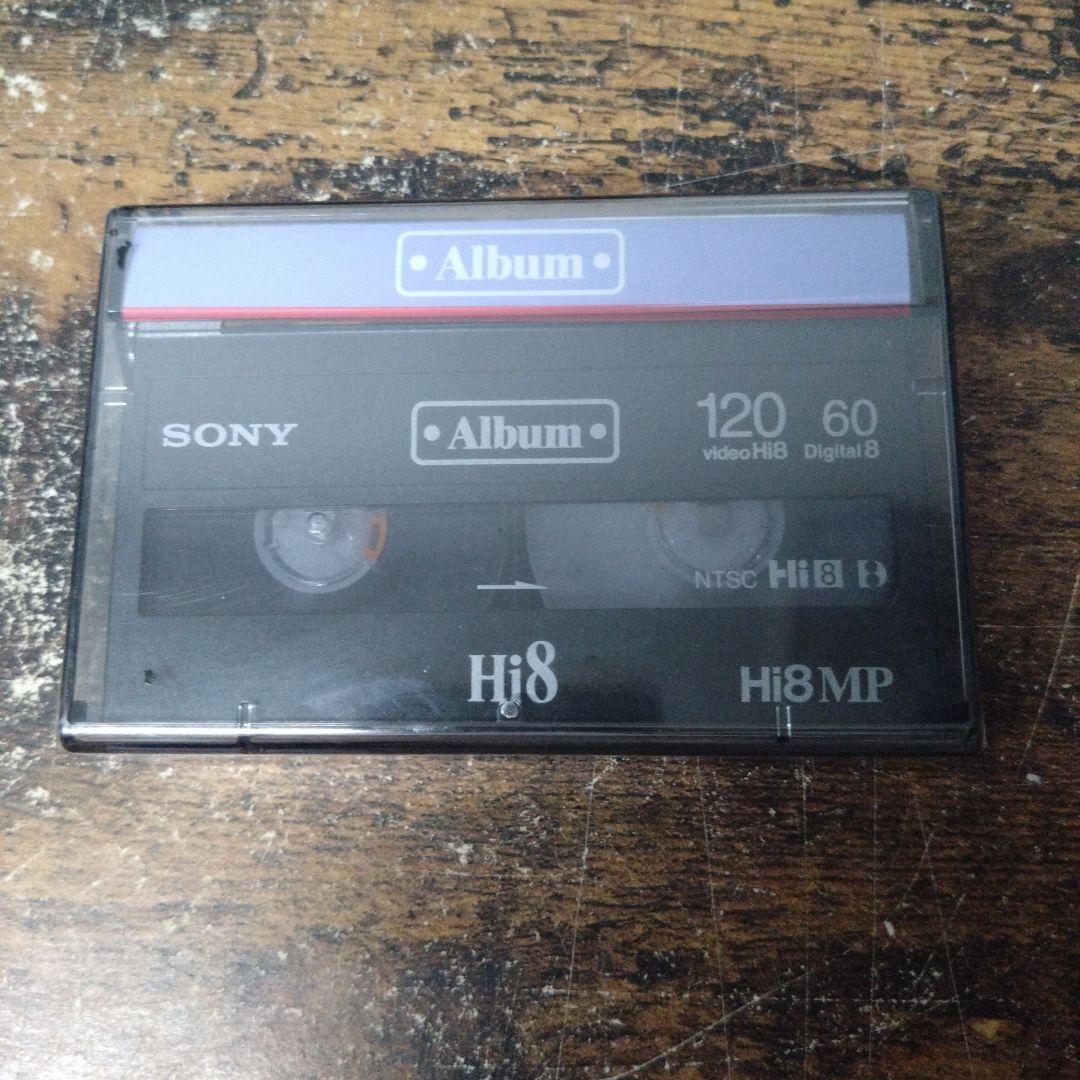 • Album •
SONY
• Album •
120 60
video Hi8 Digital 8
NTSC Hi8
Hi8
Hi8 MP